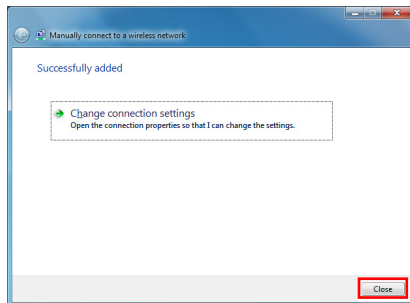 Manually connect to a wireless network
Successfully added
Change connection settings
Open the connection properties so that I can change the settings.
Close